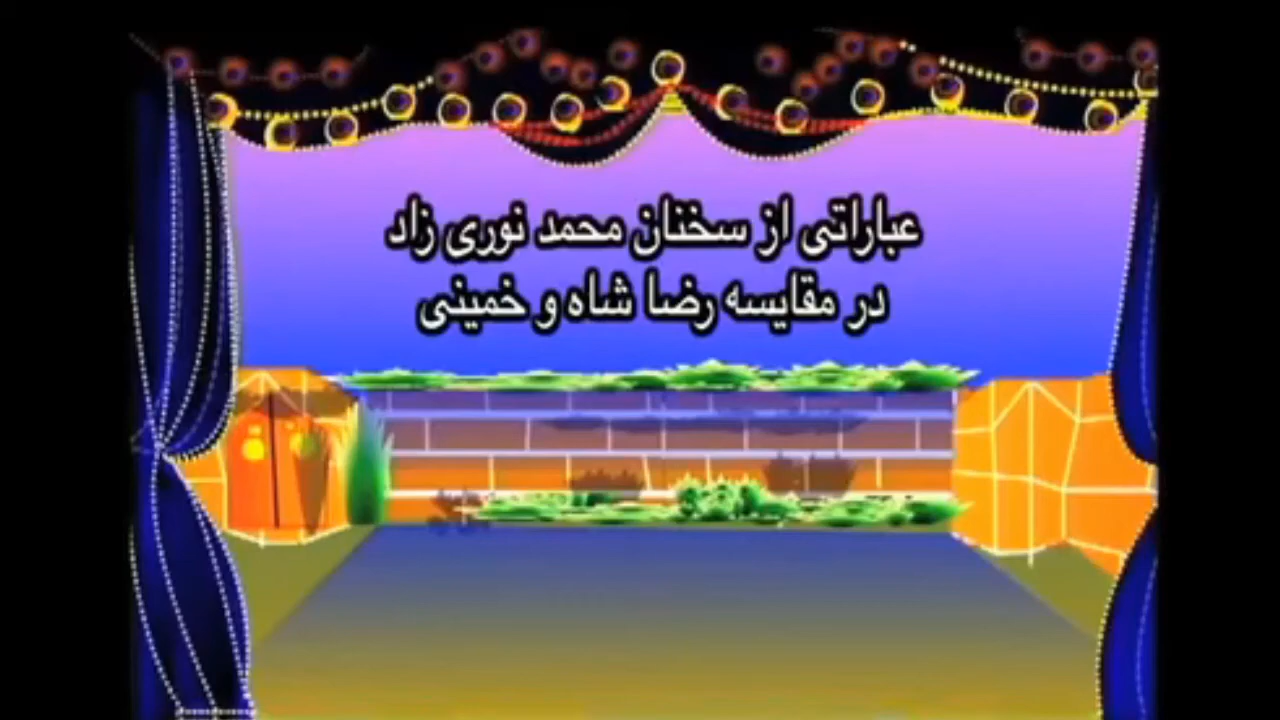 عباراتی از سخنان محمد نوری زاد
در مقایسه رضا شاه و خمینی